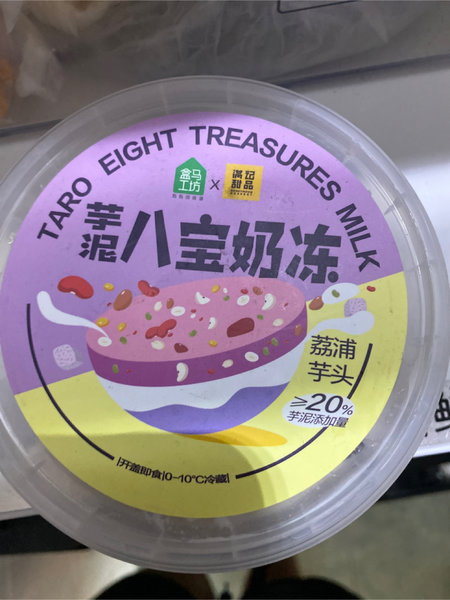 TARO EIGHT TREASURES MILK
盒马
工坊
X
满记
甜品
芋泥
八宝奶冻
荔浦
芋头
≥20%
芋泥添加量
|开盖即食|0~10℃冷藏|